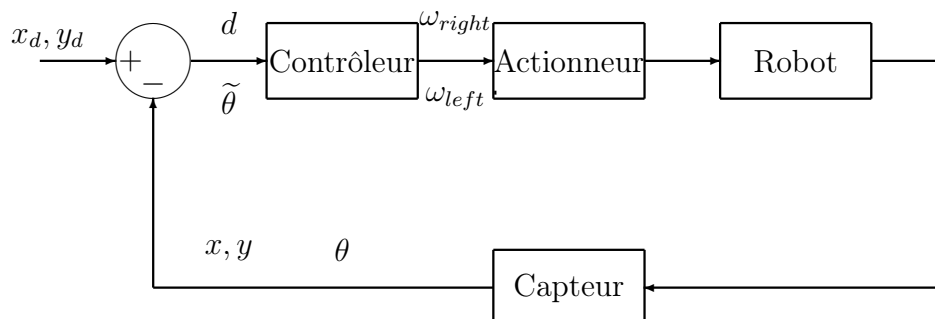 x_d, y_d
+
−
d
θ̃
Contrôleur
ω_right
ω_left
Actionneur
Robot
x, y
θ
Capteur